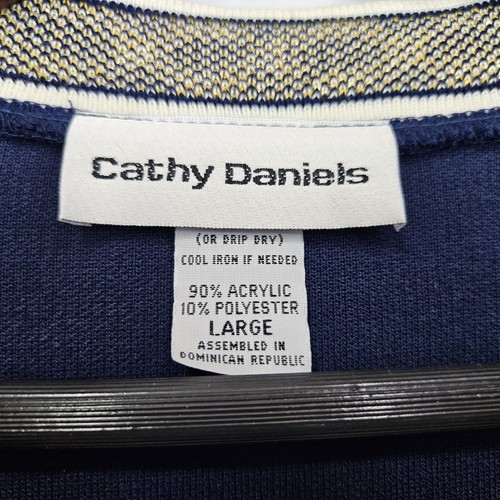 Cathy Daniels
(OR DRIP DRY)
COOL IRON IF NEEDED
90% ACRYLIC
10% POLYESTER
LARGE
ASSEMBLED IN
DOMINICAN REPUBLIC